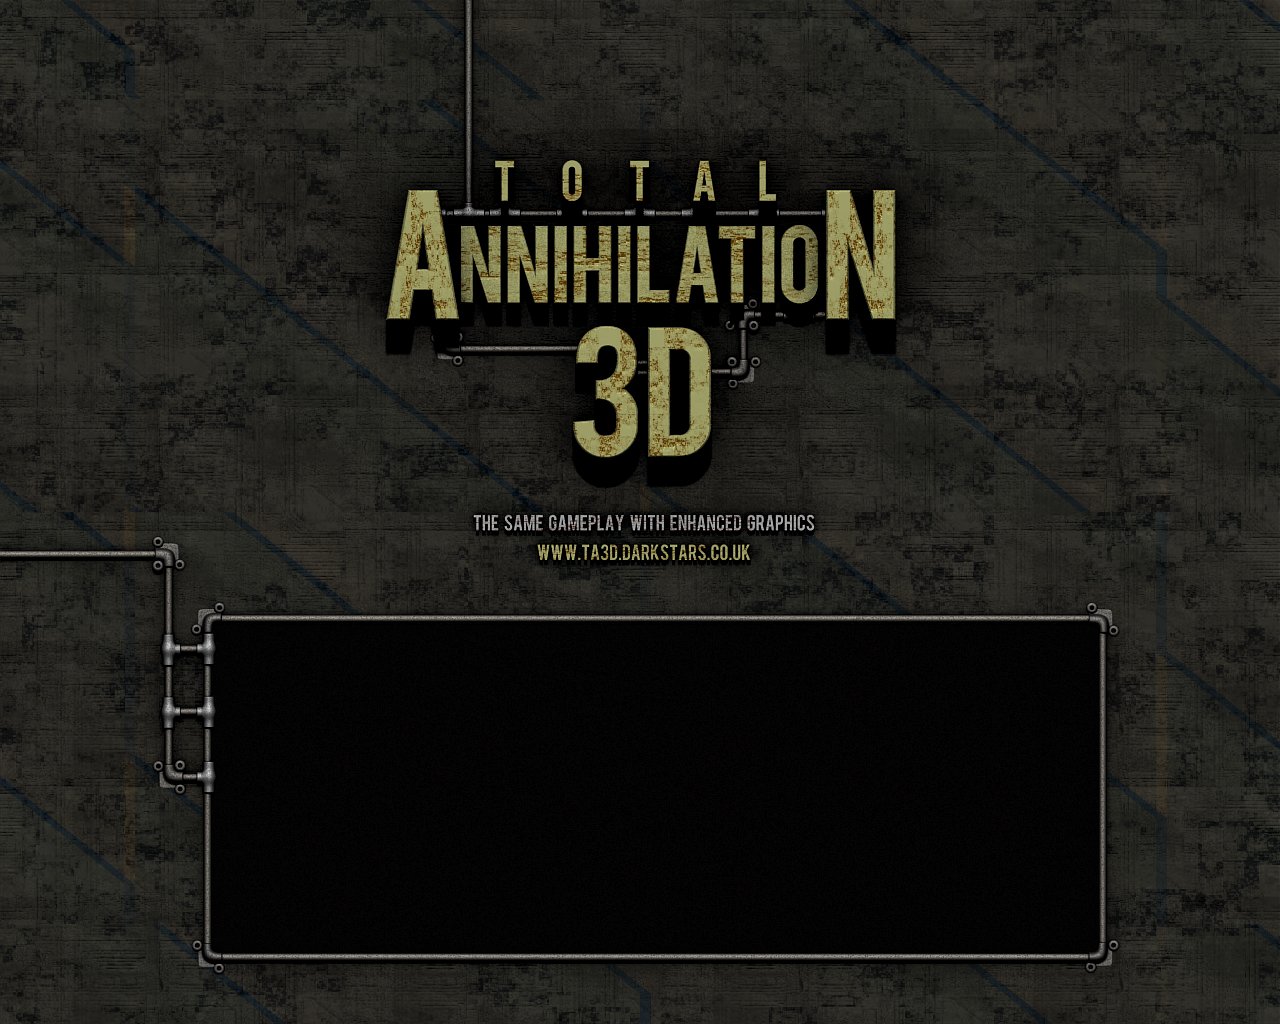 TOTAL
ANNIHILATION
3D
THE SAME GAMEPLAY WITH ENHANCED GRAPHICS
WWW.TA3D.DARKSTARS.CO.UK